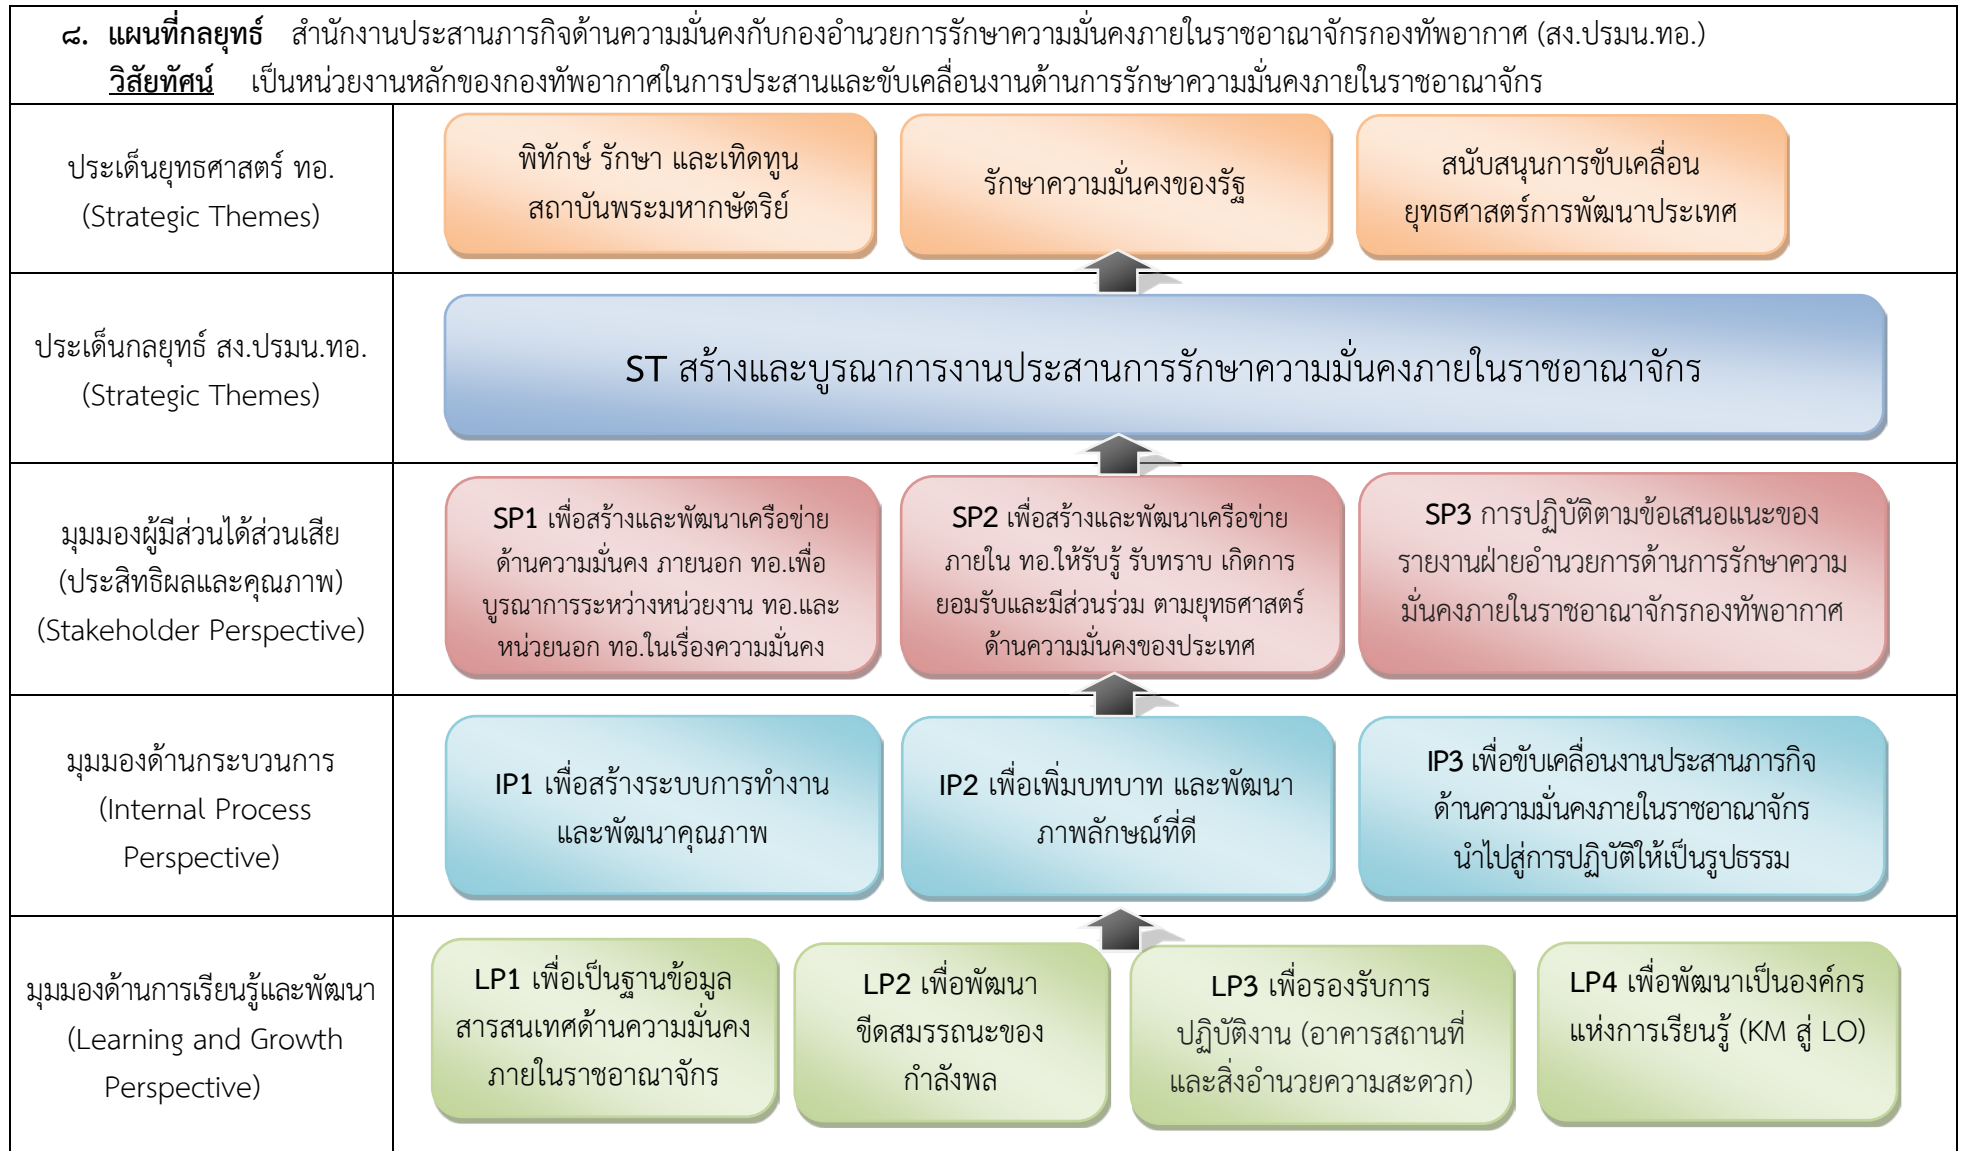 ๘. แผนที่กลยุทธ์ สำนักงานประสานภารกิจด้านความมั่นคงกับกองอำนวยการรักษาความมั่นคงภายในราชอาณาจักรกองทัพอากาศ (สง.ปรมน.ทอ.)
วิสัยทัศน์ เป็นหน่วยงานหลักของกองทัพอากาศในการประสานและขับเคลื่อนงานด้านการรักษาความมั่นคงภายในราชอาณาจักร
ประเด็นยุทธศาสตร์ ทอ.
(Strategic Themes)
พิทักษ์ รักษา และเทิดทูน
สถาบันพระมหากษัตริย์
รักษาความมั่นคงของรัฐ
สนับสนุนการขับเคลื่อน
ยุทธศาสตร์การพัฒนาประเทศ
ประเด็นกลยุทธ์ สง.ปรมน.ทอ.
(Strategic Themes)
ST สร้างและบูรณาการงานประสานการรักษาความมั่นคงภายในราชอาณาจักร
มุมมองผู้มีส่วนได้ส่วนเสีย
(ประสิทธิผลและคุณภาพ)
(Stakeholder Perspective)
SP1 เพื่อสร้างและพัฒนาเครือข่าย
ด้านความมั่นคง ภายนอก ทอ.เพื่อ
บูรณาการระหว่างหน่วยงาน ทอ.และ
หน่วยนอก ทอ.ในเรื่องความมั่นคง
SP2 เพื่อสร้างและพัฒนาเครือข่าย
ภายใน ทอ.ให้รับรู้ รับทราบ เกิดการ
ยอมรับและมีส่วนร่วม ตามยุทธศาสตร์
ด้านความมั่นคงของประเทศ
SP3 การปฏิบัติตามข้อเสนอแนะของ
รายงานฝ่ายอำนวยการด้านการรักษาความ
มั่นคงภายในราชอาณาจักรกองทัพอากาศ
มุมมองด้านกระบวนการ
(Internal Process
Perspective)
IP1 เพื่อสร้างระบบการทำงาน
และพัฒนาคุณภาพ
IP2 เพื่อเพิ่มบทบาท และพัฒนา
ภาพลักษณ์ที่ดี
IP3 เพื่อขับเคลื่อนงานประสานภารกิจ
ด้านความมั่นคงภายในราชอาณาจักร
นำไปสู่การปฏิบัติให้เป็นรูปธรรม
มุมมองด้านการเรียนรู้และพัฒนา
(Learning and Growth
Perspective)
LP1 เพื่อเป็นฐานข้อมูล
สารสนเทศด้านความมั่นคง
ภายในราชอาณาจักร
LP2 เพื่อพัฒนา
ขีดสมรรถนะของ
กำลังพล
LP3 เพื่อรองรับการ
ปฏิบัติงาน (อาคารสถานที่
และสิ่งอำนวยความสะดวก)
LP4 เพื่อพัฒนาเป็นองค์กร
แห่งการเรียนรู้ (KM สู่ LO)